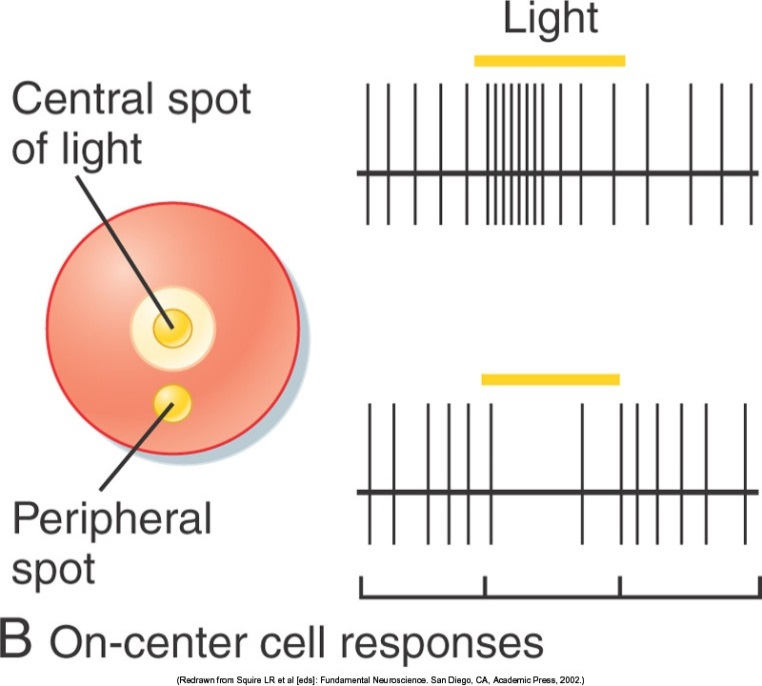 Light
Central spot
of light
Peripheral
spot
B On-center cell responses
(Redrawn from Squire LR et al [eds]: Fundamental Neuroscience. San Diego, CA, Academic Press, 2002.)